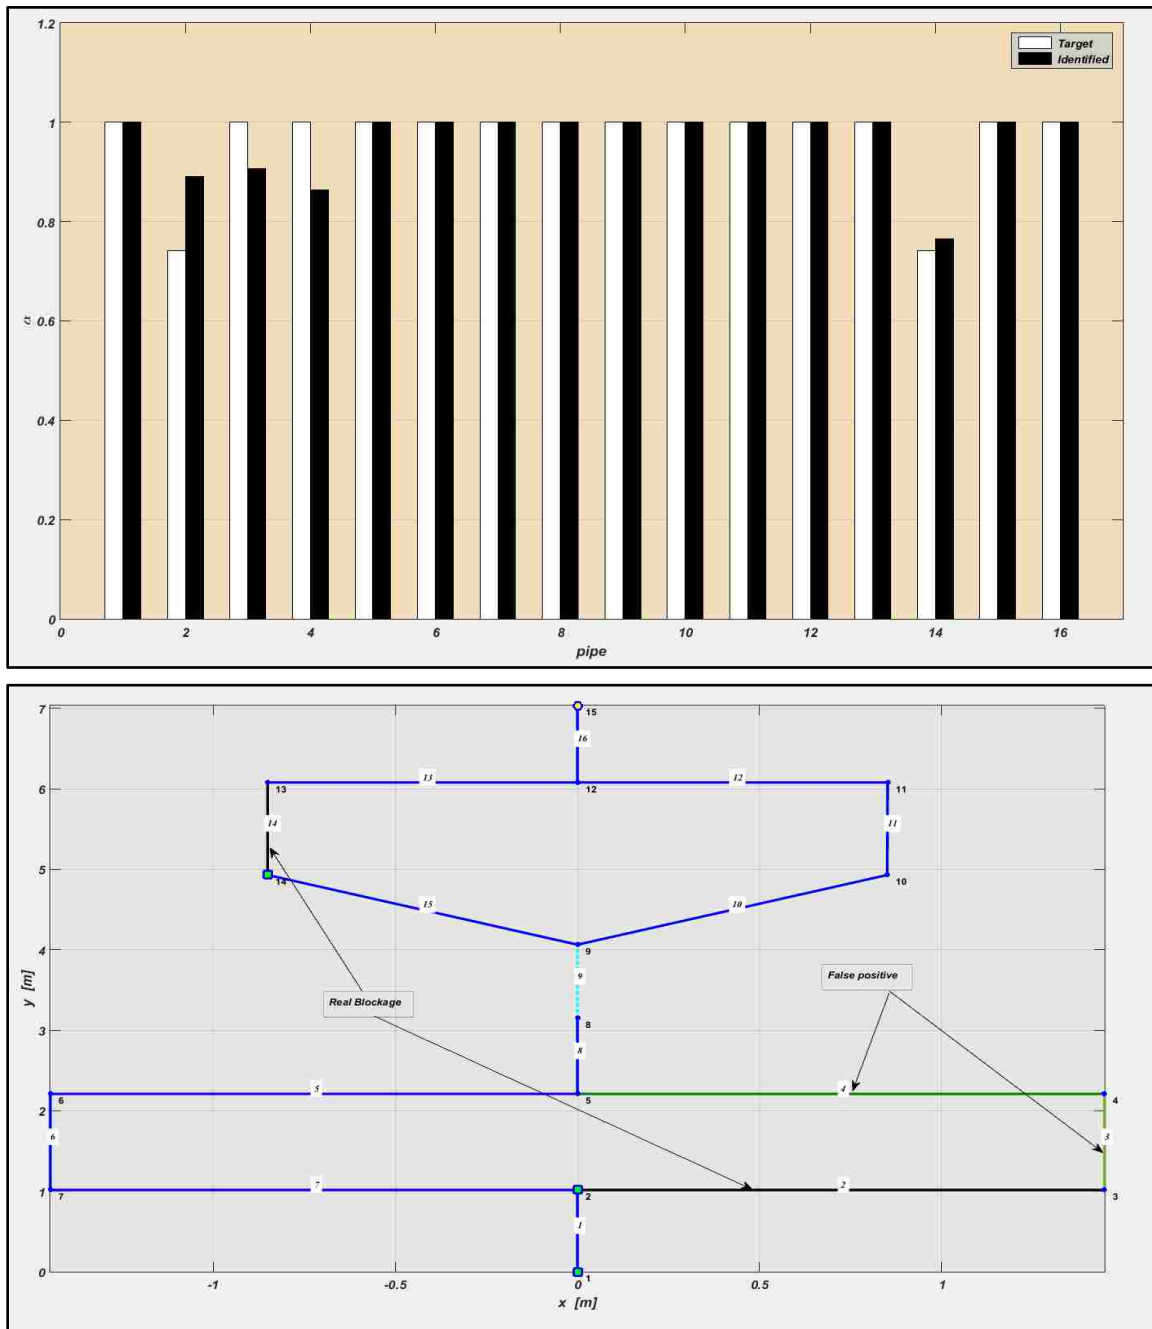 1.2
Target
Identified
1
0.8
α
0.6
0.4
0.2
0
0 2 4 6 8 10 12 14 16
pipe
7
15
16
13 12
6
13 12 11
14 11
5
14 10
15 10
4
9
9
False positive
y [m]
Real Blockage
3
8
8
5 4
6 5 4
2
6 3
7 2
1
7 2 3
1
0
1
-1 -0.5 0 0.5 1
x [m]